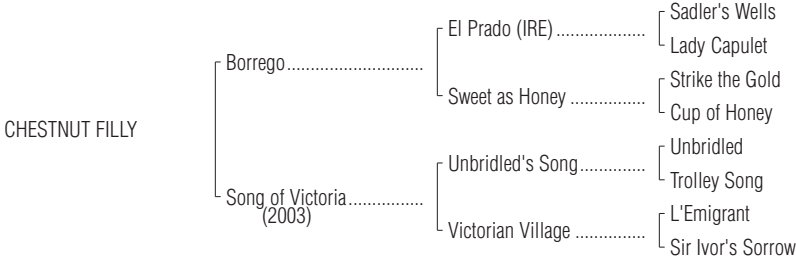 Sadler's Wells
El Prado (IRE) ...................
Lady Capulet
Borrego.............................
Strike the Gold
Sweet as Honey ................
Cup of Honey
CHESTNUT FILLY
Unbridled
Unbridled's Song..............
Trolley Song
Song of Victoria................
(2003)
L'Emigrant
Victorian Village ...............
Sir Ivor's Sorrow